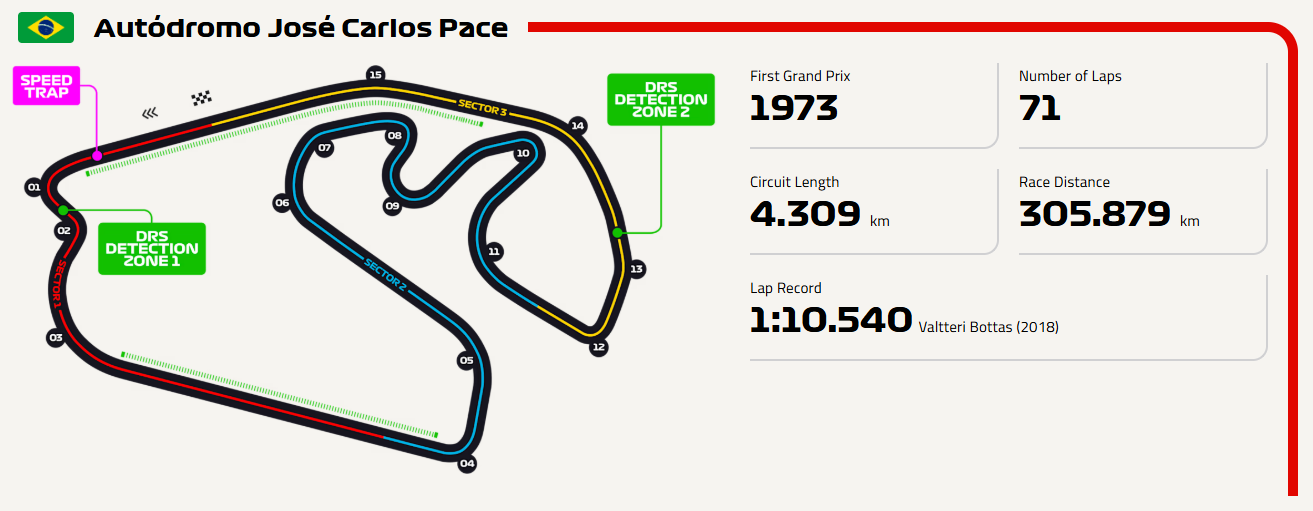 Autódromo José Carlos Pace
SPEED
TRAP
15
SECTOR 3
DRS
DETECTION
ZONE 2
14
08
07
10
01
06
09
02
DRS
DETECTION
ZONE 1
11
SECTOR 1
SECTOR 2
13
03
12
05
04
First Grand Prix
1973
Number of Laps
71
Circuit Length
4.309 km
Race Distance
305.879 km
Lap Record
1:10.540 Valtteri Bottas (2018)